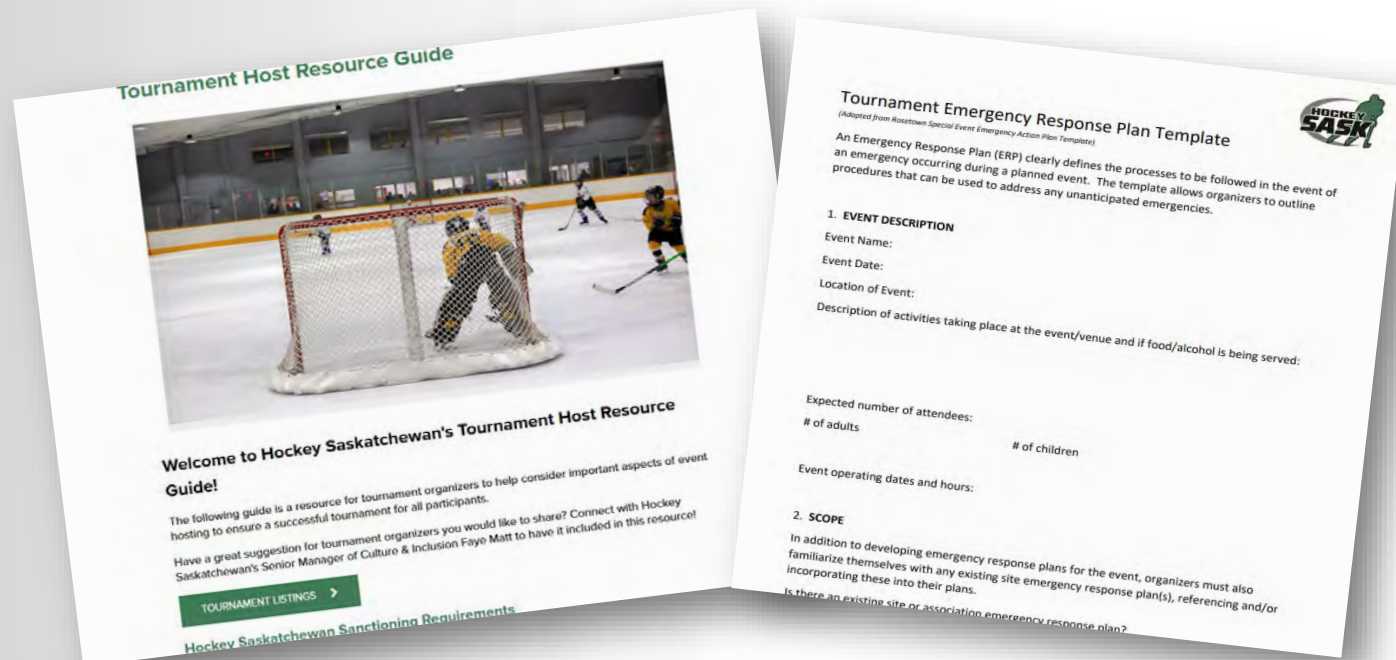 Tournament Host Resource Guide
Welcome to Hockey Saskatchewan's Tournament Host Resource
Guide!
The following guide is a resource for tournament organizers to help consider important aspects of event
hosting to ensure a successful tournament for all participants.
Have a great suggestion for tournament organizers you would like to share? Connect with Hockey
Saskatchewan's Senior Manager of Culture & Inclusion Faye Matt to have it included in this resource!
TOURNAMENT LISTINGS
Hockey Saskatchewan Sanctioning Requirements
HOCKEY
SASK
Tournament Emergency Response Plan Template
(Adapted from Rosetown Special Event Emergency Action Plan Template)
An Emergency Response Plan (ERP) clearly defines the processes to be followed in the event of
an emergency occurring during a planned event. The template allows organizers to outline
procedures that can be used to address any unanticipated emergencies.
1. EVENT DESCRIPTION
Event Name:
Event Date:
Location of Event:
Description of activities taking place at the event/venue and if food/alcohol is being served:
Expected number of attendees:
# of adults
# of children
Event operating dates and hours:
2. SCOPE
In addition to developing emergency response plans for the event, organizers must also
familiarize themselves with any existing site emergency response plan(s), referencing and/or
incorporating these into their plans.
Is there an existing site or association emergency response plan?